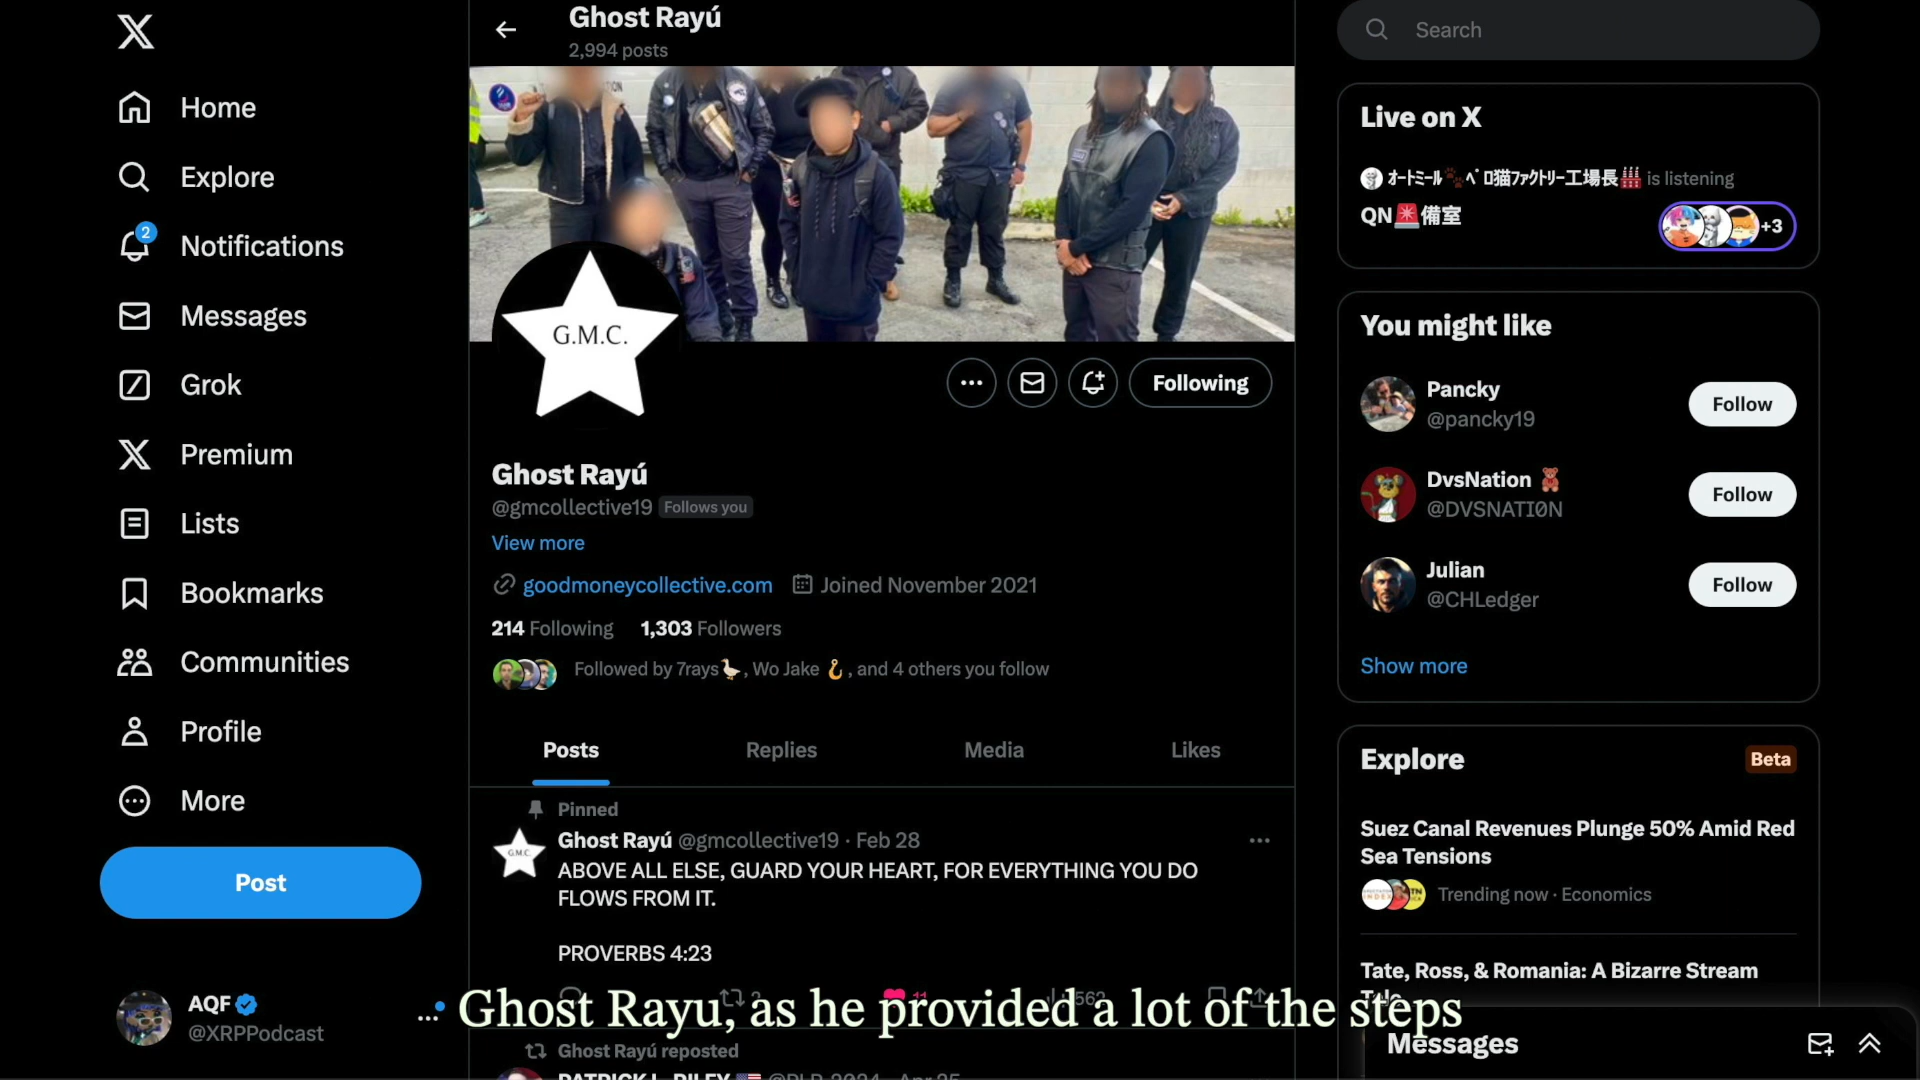 Home
Explore
2
Notifications
Messages
Grok
Premium
Lists
Bookmarks
Communities
Profile
More
Post
AQF
@XRPPodcast
Ghost Rayú
2,994 posts
G.M.C.
Following
Ghost Rayú
@gmcollective19 Follows you
View more
goodmoneycollective.com Joined November 2021
214 Following 1,303 Followers
Followed by 7rays, Wo Jake, and 4 others you follow
Posts Replies Media Likes
Pinned
G.M.C.
Ghost Rayú @gmcollective19 · Feb 28
ABOVE ALL ELSE, GUARD YOUR HEART, FOR EVERYTHING YOU DO
FLOWS FROM IT.
PROVERBS 4:23
Ghost Rayu, as he provided a lot of the steps
Ghost Rayú reposted
Search
Live on X
ｵｰﾄﾐｰﾙ🐾ﾍﾟﾛ猫ﾌｧｸﾄﾘｰ工場長🏭 is listening
QN🚨備室
+3
You might like
Pancky
@pancky19
Follow
DvsNation
@DVSNATIØN
Follow
Julian
@CHLedger
Follow
Show more
Explore Beta
Suez Canal Revenues Plunge 50% Amid Red
Sea Tensions
Trending now · Economics
Tate, Ross, & Romania: A Bizarre Stream
Messages